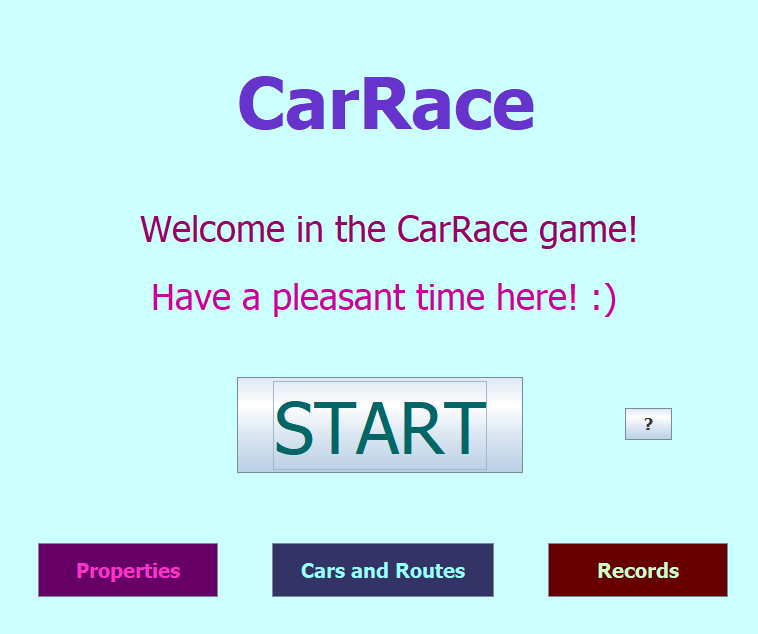 CarRace
Welcome in the CarRace game!
Have a pleasant time here! :)
START
?
Properties
Cars and Routes
Records